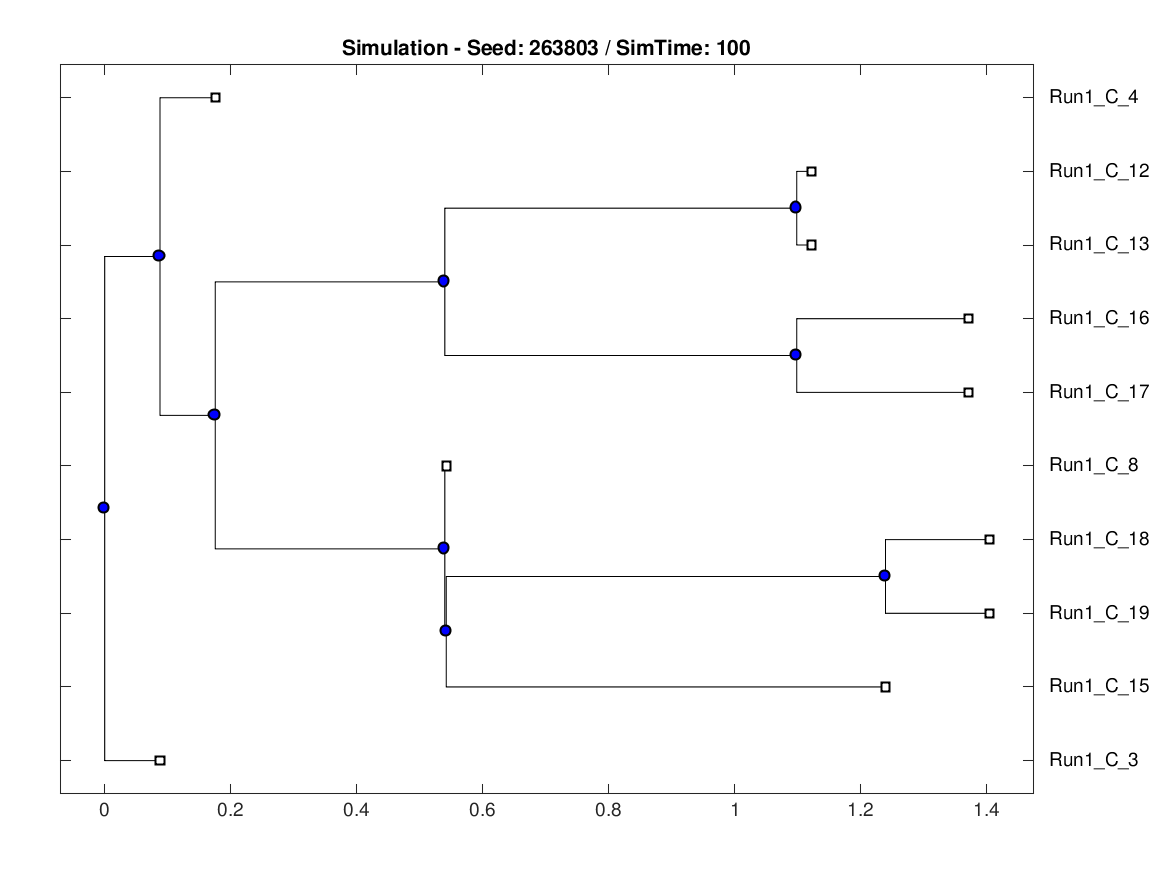 Simulation - Seed: 263803 / SimTime: 100
Run1_C_4
Run1_C_12
Run1_C_13
Run1_C_16
Run1_C_17
Run1_C_8
Run1_C_18
Run1_C_19
Run1_C_15
Run1_C_3
0 0.2 0.4 0.6 0.8 1 1.2 1.4